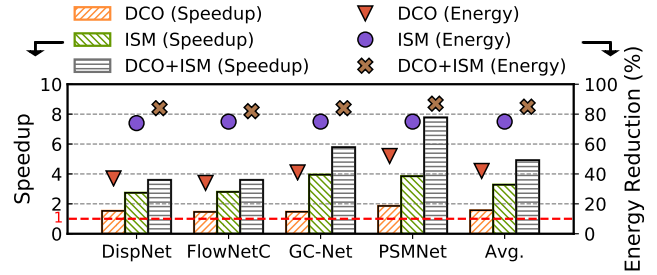 DCO (Speedup) DCO (Energy)
ISM (Speedup) ISM (Energy)
DCO+ISM (Speedup) DCO+ISM (Energy)
Speedup
Energy Reduction (%)
10 100
8 80
6 60
4 40
2 20
1
0 0
DispNet FlowNetC GC-Net PSMNet Avg.